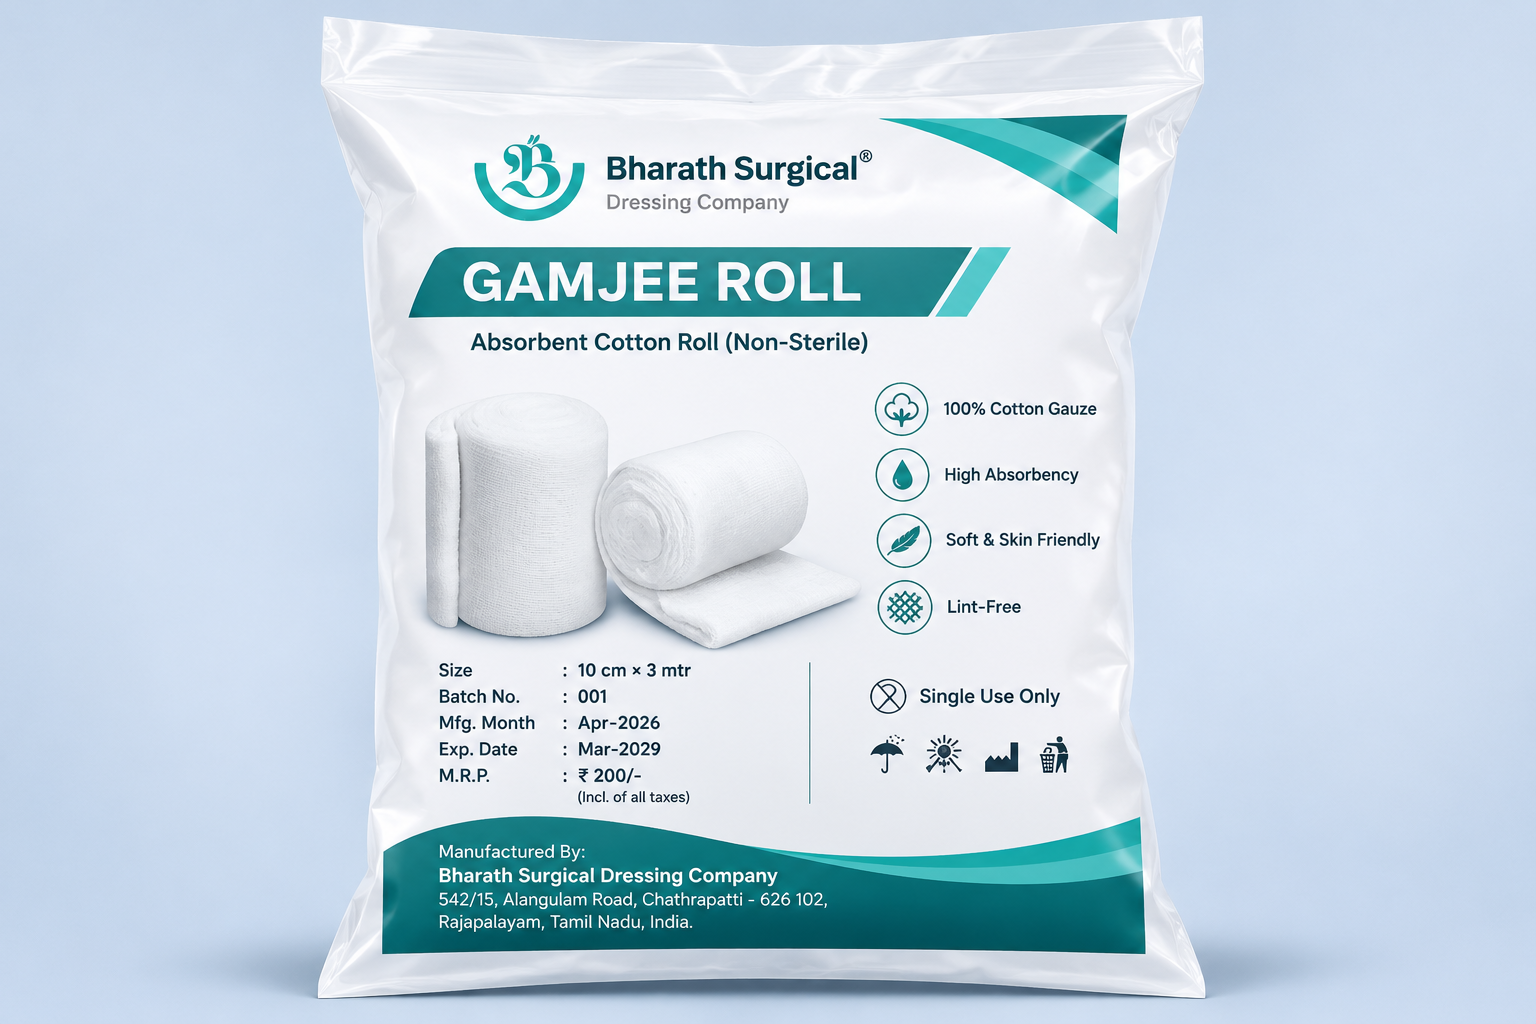 Bharath Surgical®
Dressing Company
GAMJEE ROLL
Absorbent Cotton Roll (Non-Sterile)
100% Cotton Gauze
High Absorbency
Soft & Skin Friendly
Lint-Free
Size : 10 cm × 3 mtr
Batch No. : 001
Mfg. Month : Apr-2026
Exp. Date : Mar-2029
M.R.P. : ₹ 200/-
(Incl. of all taxes)
Single Use Only
Manufactured By:
Bharath Surgical Dressing Company
542/15, Alangulam Road, Chathrapatti - 626 102,
Rajapalayam, Tamil Nadu, India.